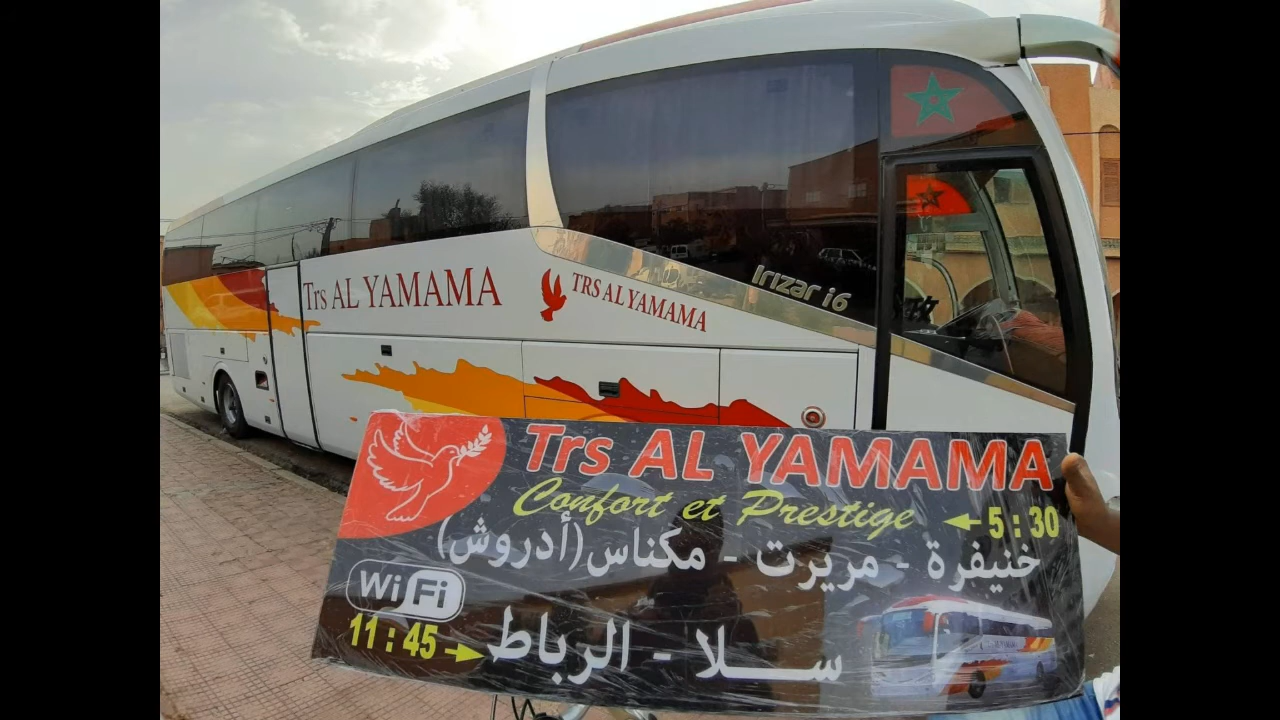 Trs AL YAMAMA
TRS AL YAMAMA
Irizar i6
Trs AL YAMAMA
Confort et Prestige
5 : 30
خنيفرة - مريرت - مكناس (أدروش)
WiFi
11 : 45
سلا - الرباط